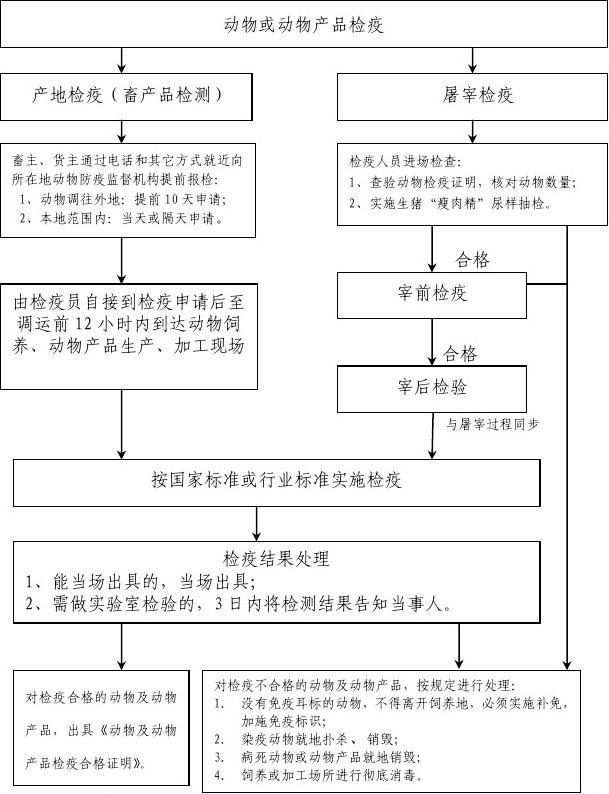 动物或动物产品检疫
产地检疫（畜产品检测）
屠宰检疫
畜主、货主通过电话和其它方式就近向
所在地动物防疫监督机构提前报检：
1、动物调往外地：提前10天申请；
2、本地范围内：当天或隔天申请。
检疫人员进场检查：
1、查验动物检疫证明，核对动物数量；
2、实施生猪“瘦肉精”尿样抽检。
合格
由检疫员自接到检疫申请后至
调运前12小时内到达动物饲
养、动物产品生产、加工现场
宰前检疫
合格
宰后检验
与屠宰过程同步
按国家标准或行业标准实施检疫
检疫结果处理
1、能当场出具的，当场出具；
2、需做实验室检验的，3日内将检测结果告知当事人。
对检疫合格的动物及动物
产品，出具《动物及动物
产品检疫合格证明》。
对检疫不合格的动物及动物产品，按规定进行处理：
1. 没有免疫耳标的动物，不得离开饲养地，必须实施补免，
加施免疫标识；
2. 染疫动物就地扑杀、销毁；
3. 病死动物或动物产品就地销毁；
4. 饲养或加工场所进行彻底消毒。